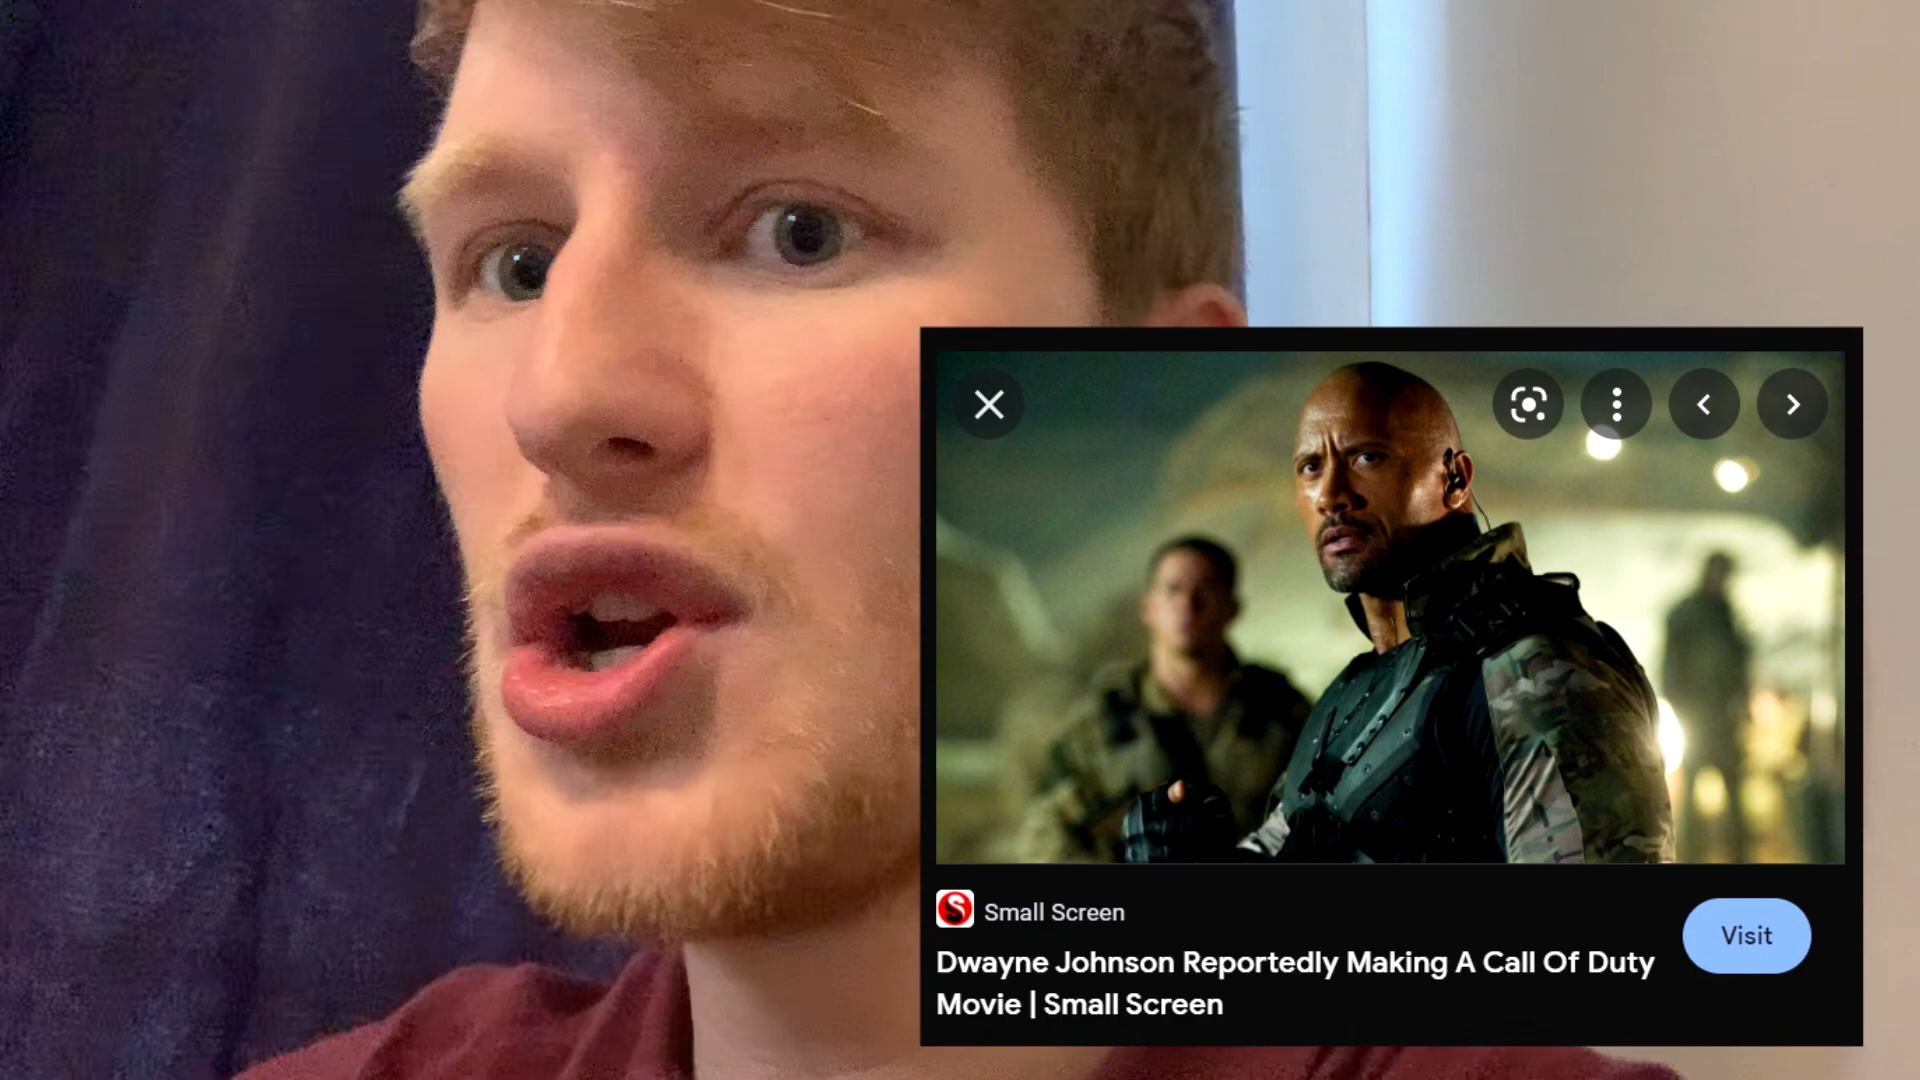 Small Screen
Dwayne Johnson Reportedly Making A Call Of Duty
Movie | Small Screen
Visit